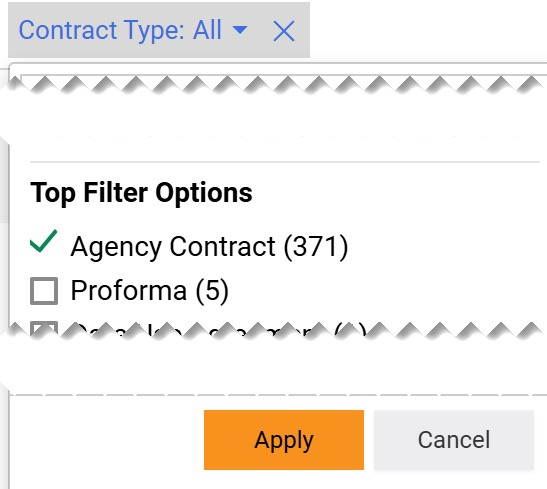 Contract Type: All
Top Filter Options
Agency Contract (371)
Proforma (5)
Apply
Cancel